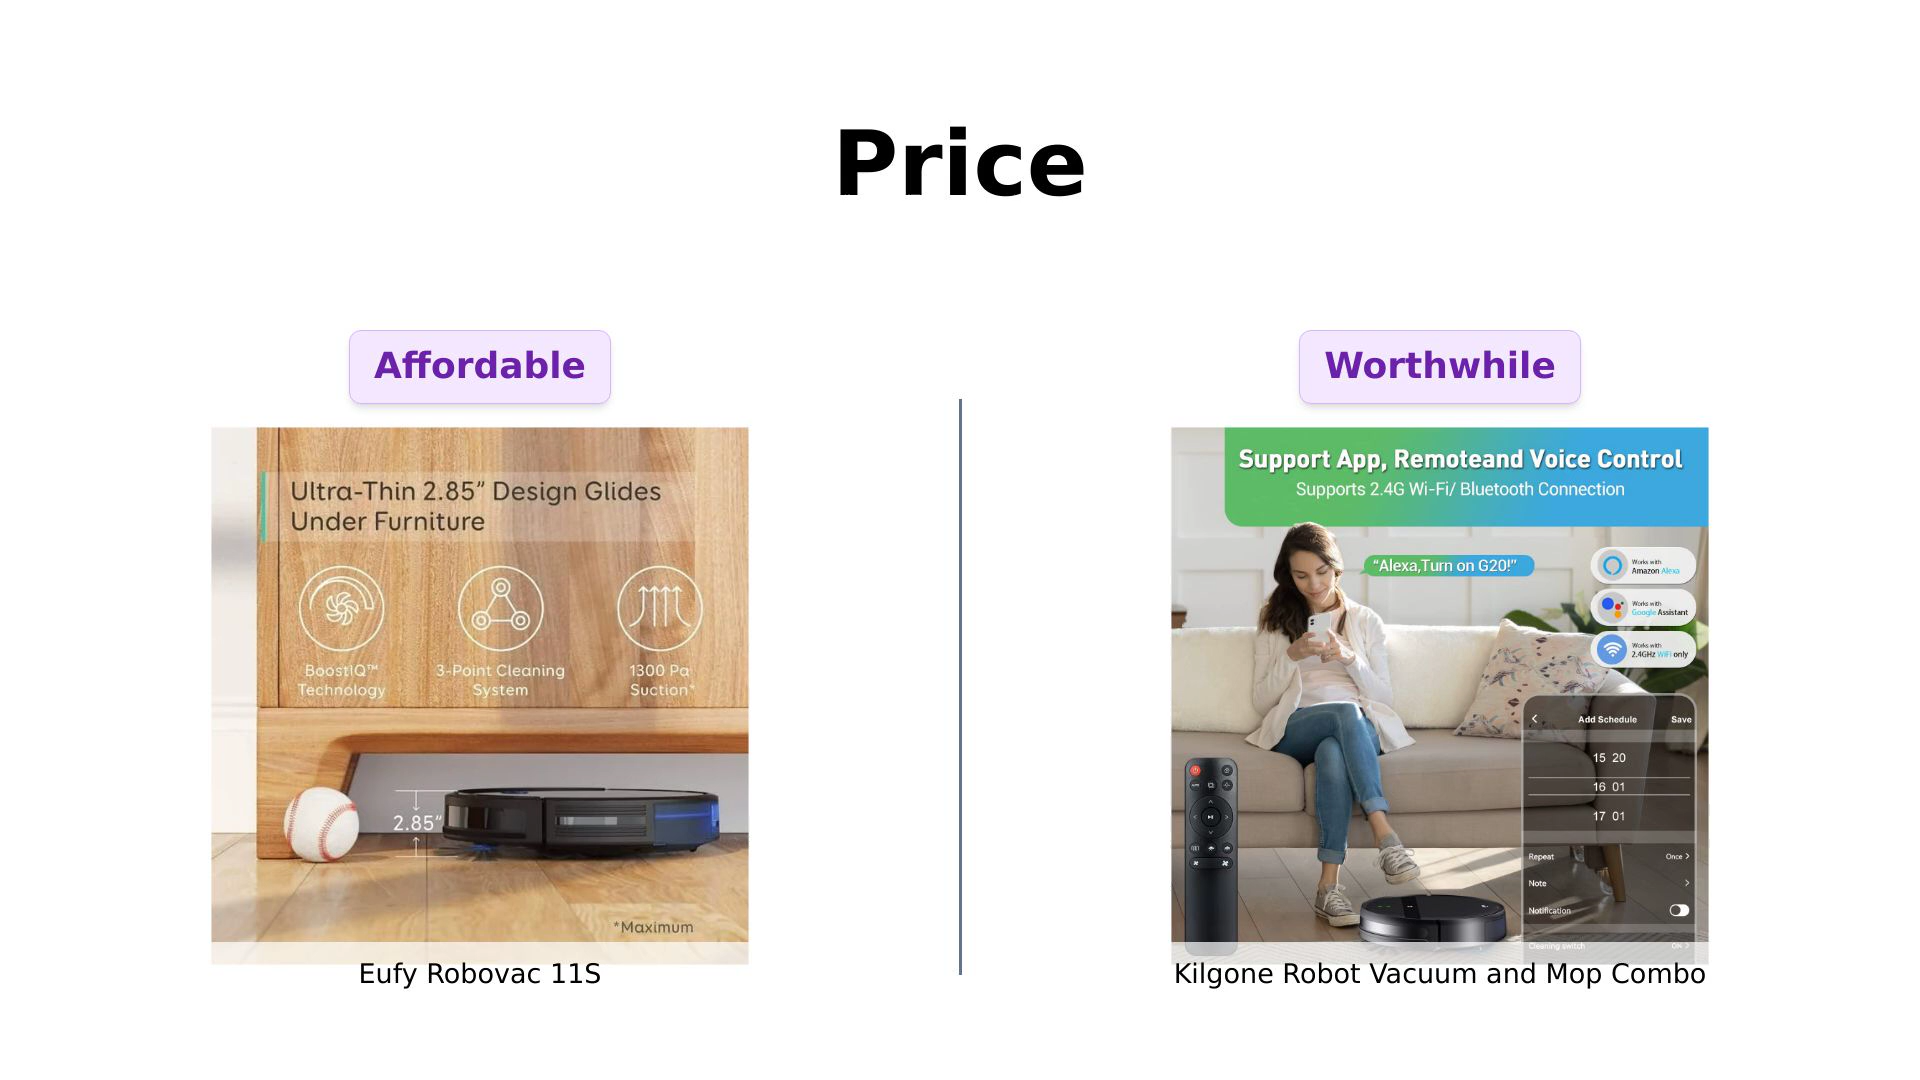 Price
Affordable
Ultra-Thin 2.85” Design Glides
Under Furniture
BoostIQ™
Technology
3-Point Cleaning
System
1300 Pa
Suction*
2.85”
*Maximum
Eufy Robovac 11S
Worthwhile
Support App, Remoteand Voice Control
Supports 2.4G Wi-Fi/ Bluetooth Connection
“Alexa,Turn on G20!”
Works with
Amazon Alexa
Works with
Google Assistant
Works with
2.4GHz WiFi only
Add Schedule Save
15 20
16 01
17 01
Repeat Once
Note
Notification
Cleaning switch ON
Kilgone Robot Vacuum and Mop Combo